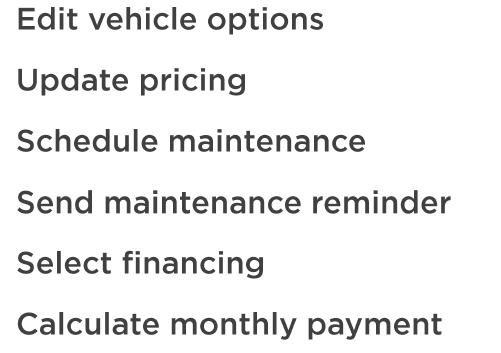 Edit vehicle options
Update pricing
Schedule maintenance
Send maintenance reminder
Select financing
Calculate monthly payment